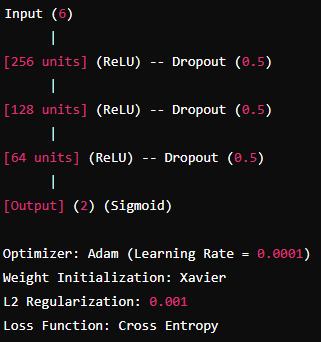 Input (6)
|
[256 units] (ReLU) -- Dropout (0.5)
|
[128 units] (ReLU) -- Dropout (0.5)
|
[64 units] (ReLU) -- Dropout (0.5)
|
[Output] (2) (Sigmoid)
Optimizer: Adam (Learning Rate = 0.0001)
Weight Initialization: Xavier
L2 Regularization: 0.001
Loss Function: Cross Entropy